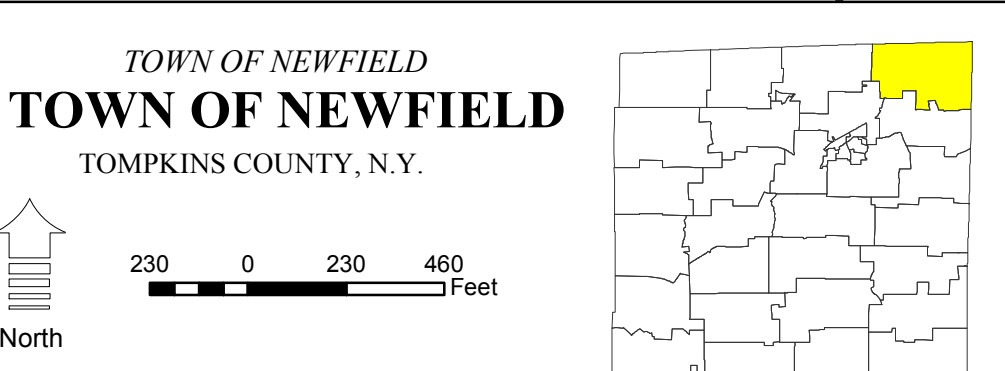 TOWN OF NEWFIELD
TOWN OF NEWFIELD
TOMPKINS COUNTY, N.Y.
230 0 230 460
Feet
North